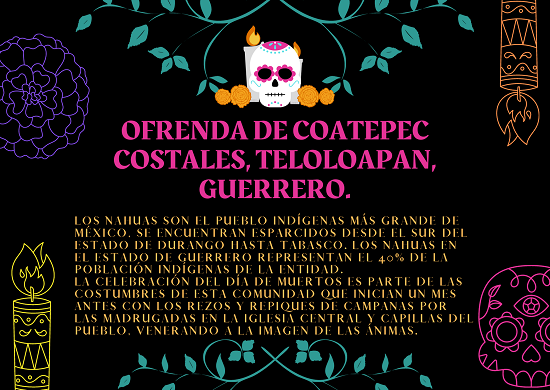 OFRENDA DE COATEPEC
COSTALES, TELOLOAPAN,
GUERRERO.
LOS NAHUAS SON EL PUEBLO INDÍGENAS MÁS GRANDE DE
MÉXICO. SE ENCUENTRAN ESPARCIDOS DESDE EL SUR DEL
ESTADO DE DURANGO HASTA TABASCO. LOS NAHUAS EN
EL ESTADO DE GUERRERO REPRESENTAN EL 40% DE LA
POBLACIÓN INDÍGENAS DE LA ENTIDAD.
LA CELEBRACIÓN DEL DÍA DE MUERTOS ES PARTE DE LAS
COSTUMBRES DE ESTA COMUNIDAD QUE INICIAN UN MES
ANTES CON LOS REZOS Y REPIQUES DE CAMPANAS POR
LAS MADRUGADAS EN LA IGLESIA CENTRAL Y CAPILLAS DEL
PUEBLO, VENERANDO A LA IMAGEN DE LAS ÁNIMAS.